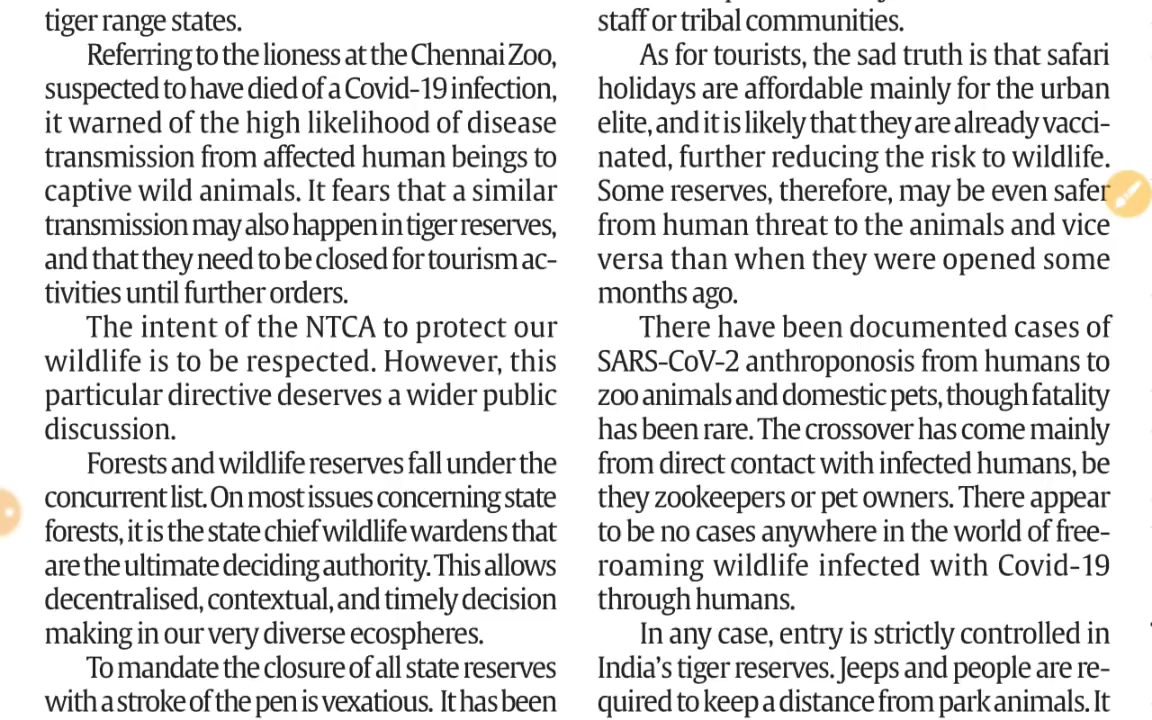 tiger range states.
Referring to the lioness at the Chennai Zoo,
suspected to have died of a Covid-19 infection,
it warned of the high likelihood of disease
transmission from affected human beings to
captive wild animals. It fears that a similar
transmission may also happen in tiger reserves,
and that they need to be closed for tourism ac-
tivities until further orders.
The intent of the NTCA to protect our
wildlife is to be respected. However, this
particular directive deserves a wider public
discussion.
Forests and wildlife reserves fall under the
concurrent list. On most issues concerning state
forests, it is the state chief wildlife wardens that
are the ultimate deciding authority. This allows
decentralised, contextual, and timely decision
making in our very diverse ecospheres.
To mandate the closure of all state reserves
with a stroke of the pen is vexatious. It has been
staff or tribal communities.
As for tourists, the sad truth is that safari
holidays are affordable mainly for the urban
elite, and it is likely that they are already vacci-
nated, further reducing the risk to wildlife.
Some reserves, therefore, may be even safer
from human threat to the animals and vice
versa than when they were opened some
months ago.
There have been documented cases of
SARS-CoV-2 anthroponosis from humans to
zoo animals and domestic pets, though fatality
has been rare. The crossover has come mainly
from direct contact with infected humans, be
they zookeepers or pet owners. There appear
to be no cases anywhere in the world of free-
roaming wildlife infected with Covid-19
through humans.
In any case, entry is strictly controlled in
India's tiger reserves. Jeeps and people are re-
quired to keep a distance from park animals. It